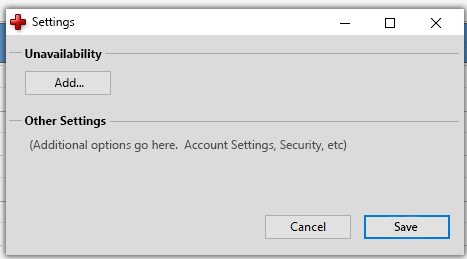 Settings
Unavailability
Add...
Other Settings
(Additional options go here.  Account Settings, Security, etc)
Cancel
Save